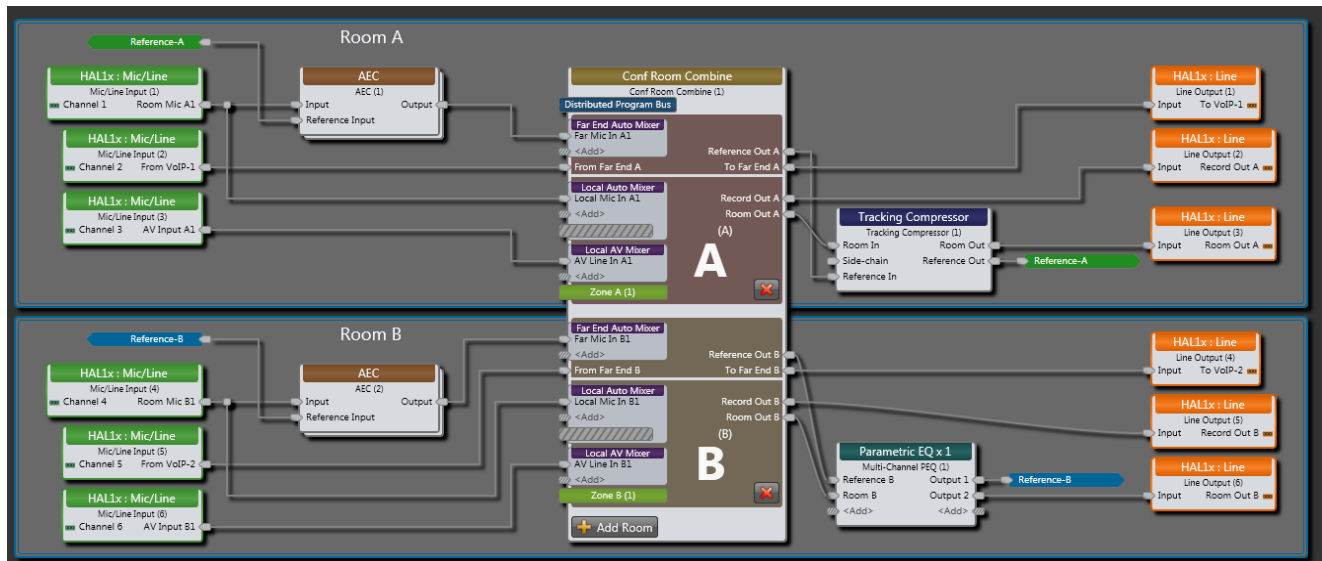 Room A
Reference-A
HAL1x : Mic/Line
Mic/Line Input (1)
Channel 1 Room Mic A1
HAL1x : Mic/Line
Mic/Line Input (2)
Channel 2 From VoIP-1
HAL1x : Mic/Line
Mic/Line Input (3)
Channel 3 AV Input A1
AEC
AEC (1)
Input Output
Reference Input
Conf Room Combine
Conf Room Combine (1)
Distributed Program Bus
Far End Auto Mixer
Far Mic In A1
<Add> Reference Out A
From Far End A To Far End A
Local Auto Mixer
Local Mic In A1 Record Out A
<Add> Room Out A
(A)
Local AV Mixer
AV Line In A1
A
<Add>
Zone A (1)
Tracking Compressor
Tracking Compressor (1)
Room In Room Out
Side-chain Reference Out
Reference In
Reference-A
HAL1x : Line
Line Output (1)
Input To VoIP-1
HAL1x : Line
Line Output (2)
Input Record Out A
HAL1x : Line
Line Output (3)
Input Room Out A
Room B
Reference-B
HAL1x : Mic/Line
Mic/Line Input (4)
Channel 4 Room Mic B1
HAL1x : Mic/Line
Mic/Line Input (5)
Channel 5 From VoIP-2
HAL1x : Mic/Line
Mic/Line Input (6)
Channel 6 AV Input B1
AEC
AEC (2)
Input Output
Reference Input
Far End Auto Mixer
Far Mic In B1
<Add> Reference Out B
From Far End B To Far End B
Local Auto Mixer
Local Mic In B1 Record Out B
<Add> Room Out B
(B)
Local AV Mixer
AV Line In B1
B
<Add>
Zone B (1)
Add Room
Parametric EQ x 1
Multi-Channel PEQ (1)
Reference B Output 1
Room B Output 2
<Add> <Add>
Reference-B
HAL1x : Line
Line Output (4)
Input To VoIP-2
HAL1x : Line
Line Output (5)
Input Record Out B
HAL1x : Line
Line Output (6)
Input Room Out B